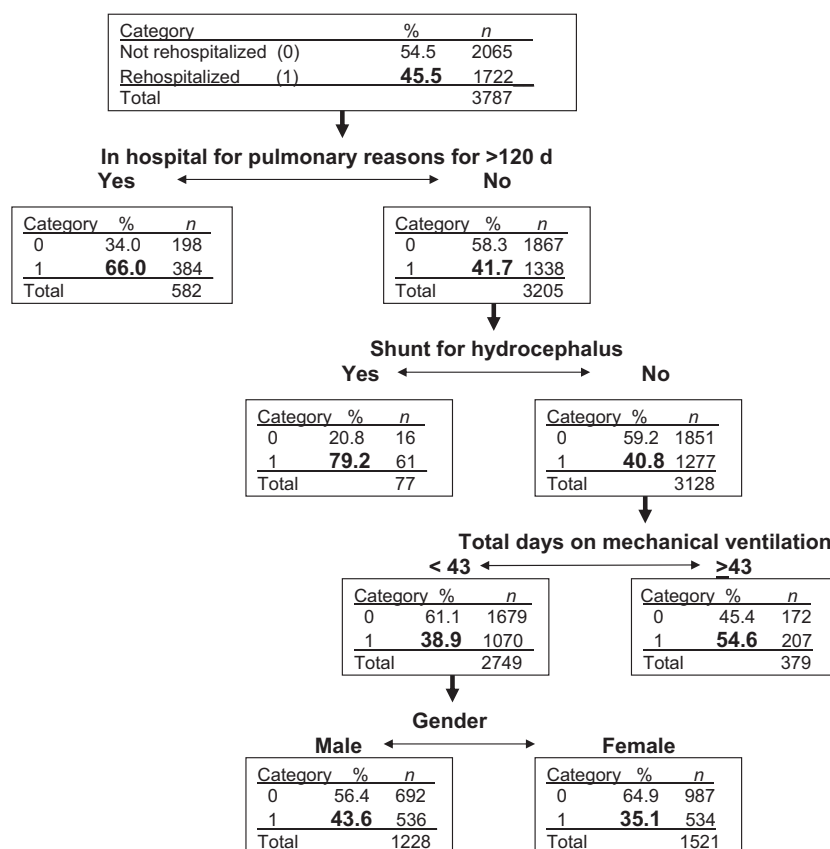 Category % n
Not rehospitalized (0) 54.5 2065
Rehospitalized (1) 45.5 1722
Total 3787
In hospital for pulmonary reasons for >120 d
Yes No
Category % n
0 34.0 198
1 66.0 384
Total 582
Category % n
0 58.3 1867
1 41.7 1338
Total 3205
Shunt for hydrocephalus
Yes No
Category % n
0 20.8 16
1 79.2 61
Total 77
Category % n
0 59.2 1851
1 40.8 1277
Total 3128
Total days on mechanical ventilation
< 43 ≥43
Category % n
0 61.1 1679
1 38.9 1070
Total 2749
Category % n
0 45.4 172
1 54.6 207
Total 379
Gender
Male Female
Category % n
0 56.4 692
1 43.6 536
Total 1228
Category % n
0 64.9 987
1 35.1 534
Total 1521